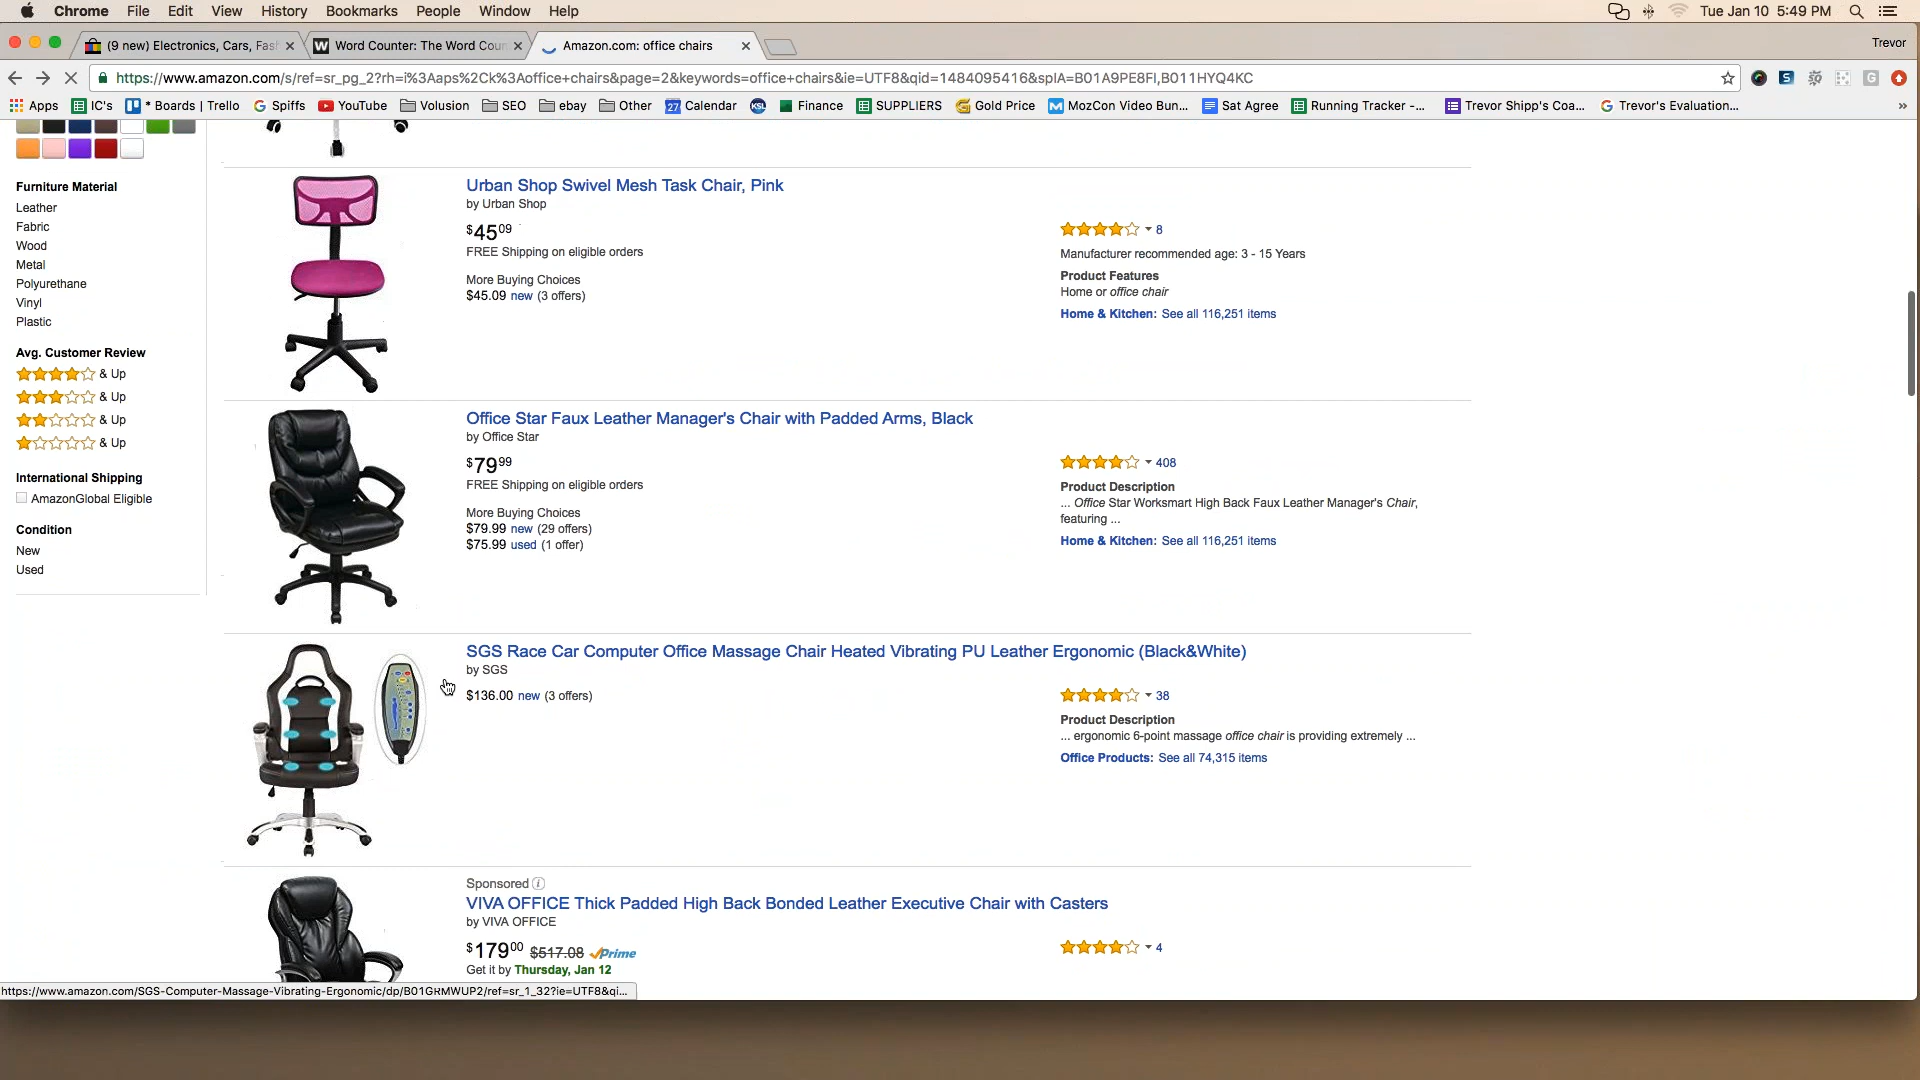 Chrome File Edit View History Bookmarks People Window Help Tue Jan 10 5:49 PM
(9 new) Electronics, Cars, Fas Word Counter: The Word Cou Amazon.com: office chairs Trevor
https://www.amazon.com/s/ref=sr_pg_2?rh=i%3Aaps%2Ck%3Aoffice+chairs&page=2&keywords=office+chairs&ie=UTF8&qid=1484095416&spIA=B01A9PE8FI,B011HYQ4KC
Apps IC's * Boards | Trello Spiffs YouTube Volusion SEO ebay Other 27 Calendar KSL Finance SUPPLIERS Gold Price MozCon Video Bun... Sat Agree Running Tracker -... Trevor Shipp's Coa... Trevor's Evaluation... »
Furniture Material
Leather
Fabric
Wood
Metal
Polyurethane
Vinyl
Plastic
Avg. Customer Review
& Up
& Up
& Up
& Up
International Shipping
AmazonGlobal Eligible
Condition
New
Used
Urban Shop Swivel Mesh Task Chair, Pink
by Urban Shop
$4509
FREE Shipping on eligible orders
More Buying Choices
$45.09 new (3 offers)
8
Manufacturer recommended age: 3 - 15 Years
Product Features
Home or office chair
Home & Kitchen: See all 116,251 items
Office Star Faux Leather Manager's Chair with Padded Arms, Black
by Office Star
$7999
FREE Shipping on eligible orders
More Buying Choices
$79.99 new (29 offers)
$75.99 used (1 offer)
408
Product Description
... Office Star Worksmart High Back Faux Leather Manager's Chair,
featuring ...
Home & Kitchen: See all 116,251 items
SGS Race Car Computer Office Massage Chair Heated Vibrating PU Leather Ergonomic (Black&White)
by SGS
$136.00 new (3 offers)
38
Product Description
... ergonomic 6-point massage office chair is providing extremely ...
Office Products: See all 74,315 items
Sponsored
VIVA OFFICE Thick Padded High Back Bonded Leather Executive Chair with Casters
by VIVA OFFICE
$17900 $517.08 Prime
Get it by Thursday, Jan 12
4
https://www.amazon.com/SGS-Computer-Massage-Vibrating-Ergonomic/dp/B01GRMWUP2/ref=sr_1_32?ie=UTF8&qi...